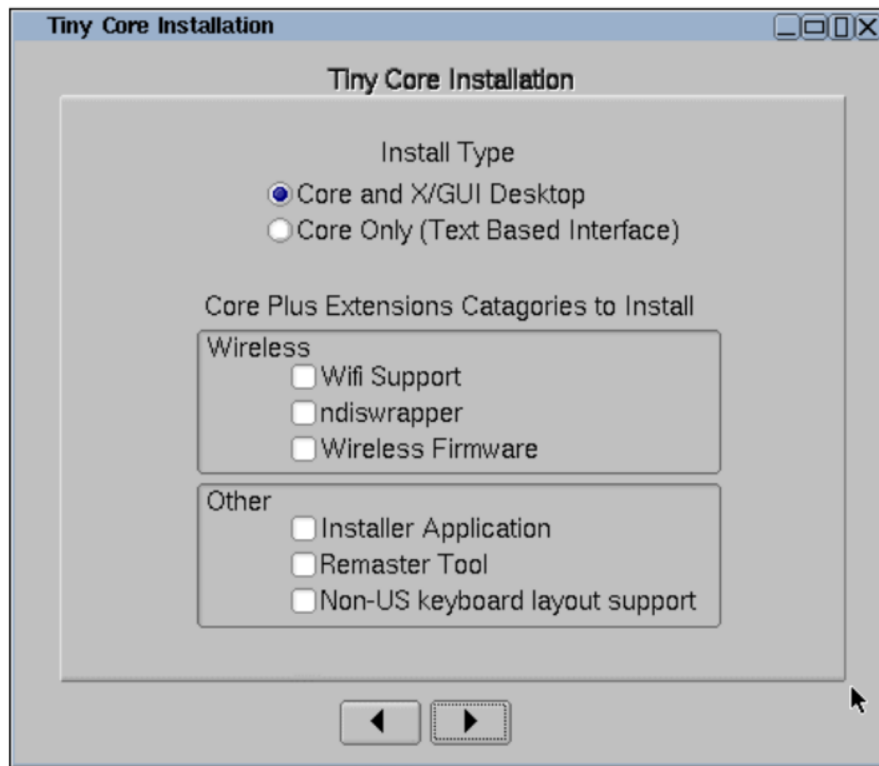 Tiny Core Installation
Tiny Core Installation
Install Type
Core and X/GUI Desktop
Core Only (Text Based Interface)
Core Plus Extensions Catagories to Install
Wireless
Wifi Support
ndiswrapper
Wireless Firmware
Other
Installer Application
Remaster Tool
Non-US keyboard layout support